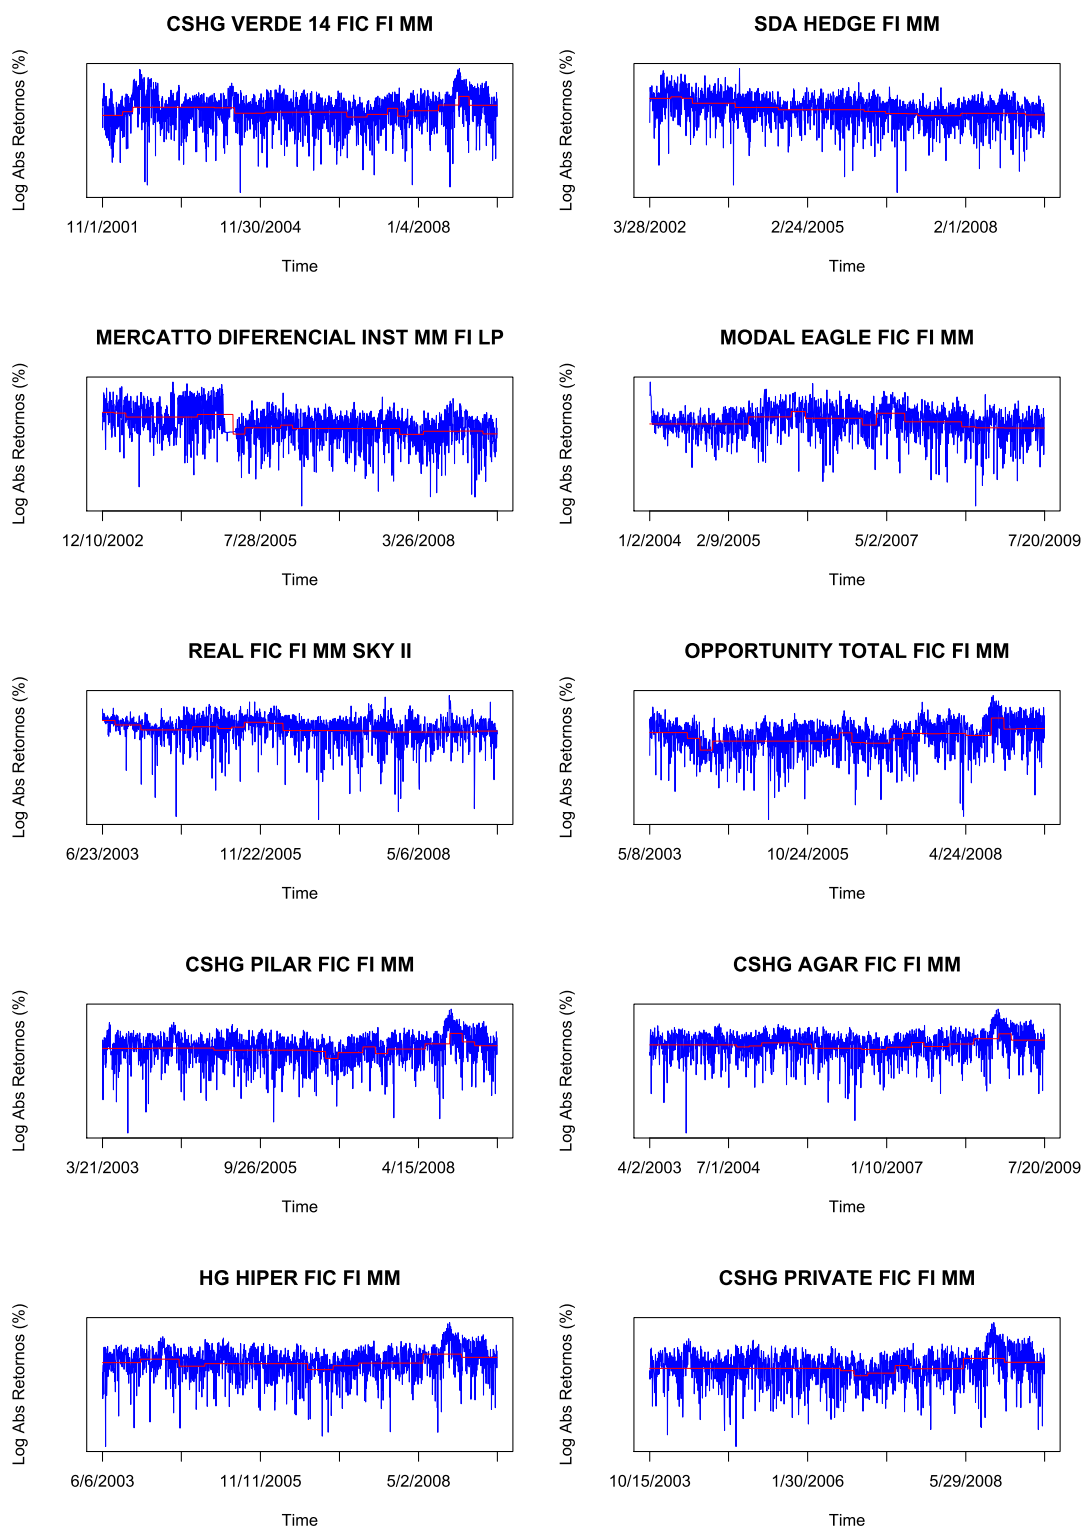 CSHG VERDE 14 FIC FI MM
Log Abs Retornos (%)
11/1/2001 11/30/2004 1/4/2008
Time
SDA HEDGE FI MM
Log Abs Retornos (%)
3/28/2002 2/24/2005 2/1/2008
Time
MERCATTO DIFERENCIAL INST MM FI LP
Log Abs Retornos (%)
12/10/2002 7/28/2005 3/26/2008
Time
MODAL EAGLE FIC FI MM
Log Abs Retornos (%)
1/2/2004 2/9/2005 5/2/2007 7/20/2009
Time
REAL FIC FI MM SKY II
Log Abs Retornos (%)
6/23/2003 11/22/2005 5/6/2008
Time
OPPORTUNITY TOTAL FIC FI MM
Log Abs Retornos (%)
5/8/2003 10/24/2005 4/24/2008
Time
CSHG PILAR FIC FI MM
Log Abs Retornos (%)
3/21/2003 9/26/2005 4/15/2008
Time
CSHG AGAR FIC FI MM
Log Abs Retornos (%)
4/2/2003 7/1/2004 1/10/2007 7/20/2009
Time
HG HIPER FIC FI MM
Log Abs Retornos (%)
6/6/2003 11/11/2005 5/2/2008
Time
CSHG PRIVATE FIC FI MM
Log Abs Retornos (%)
10/15/2003 1/30/2006 5/29/2008
Time